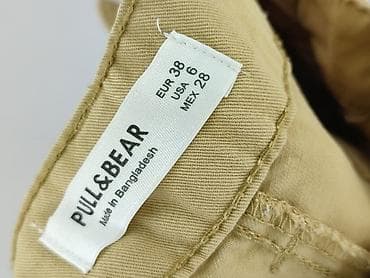 PULL&BEAR
Made in Bangladesh
EUR 38
USA 6
MEX 28